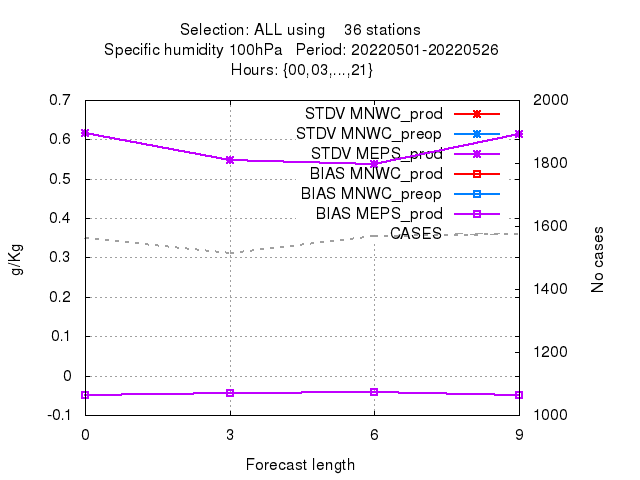 Selection: ALL using    36 stations
Specific humidity 100hPa   Period: 20220501-20220526
Hours: {00,03,...,21}
0.7
0.6
0.5
0.4
0.3
0.2
0.1
0
-0.1
g/Kg
STDV MNWC_prod
STDV MNWC_preop
STDV MEPS_prod
BIAS MNWC_prod
BIAS MNWC_preop
BIAS MEPS_prod
CASES
2000
1800
1600
1400
1200
1000
No cases
0 3 6 9
Forecast length